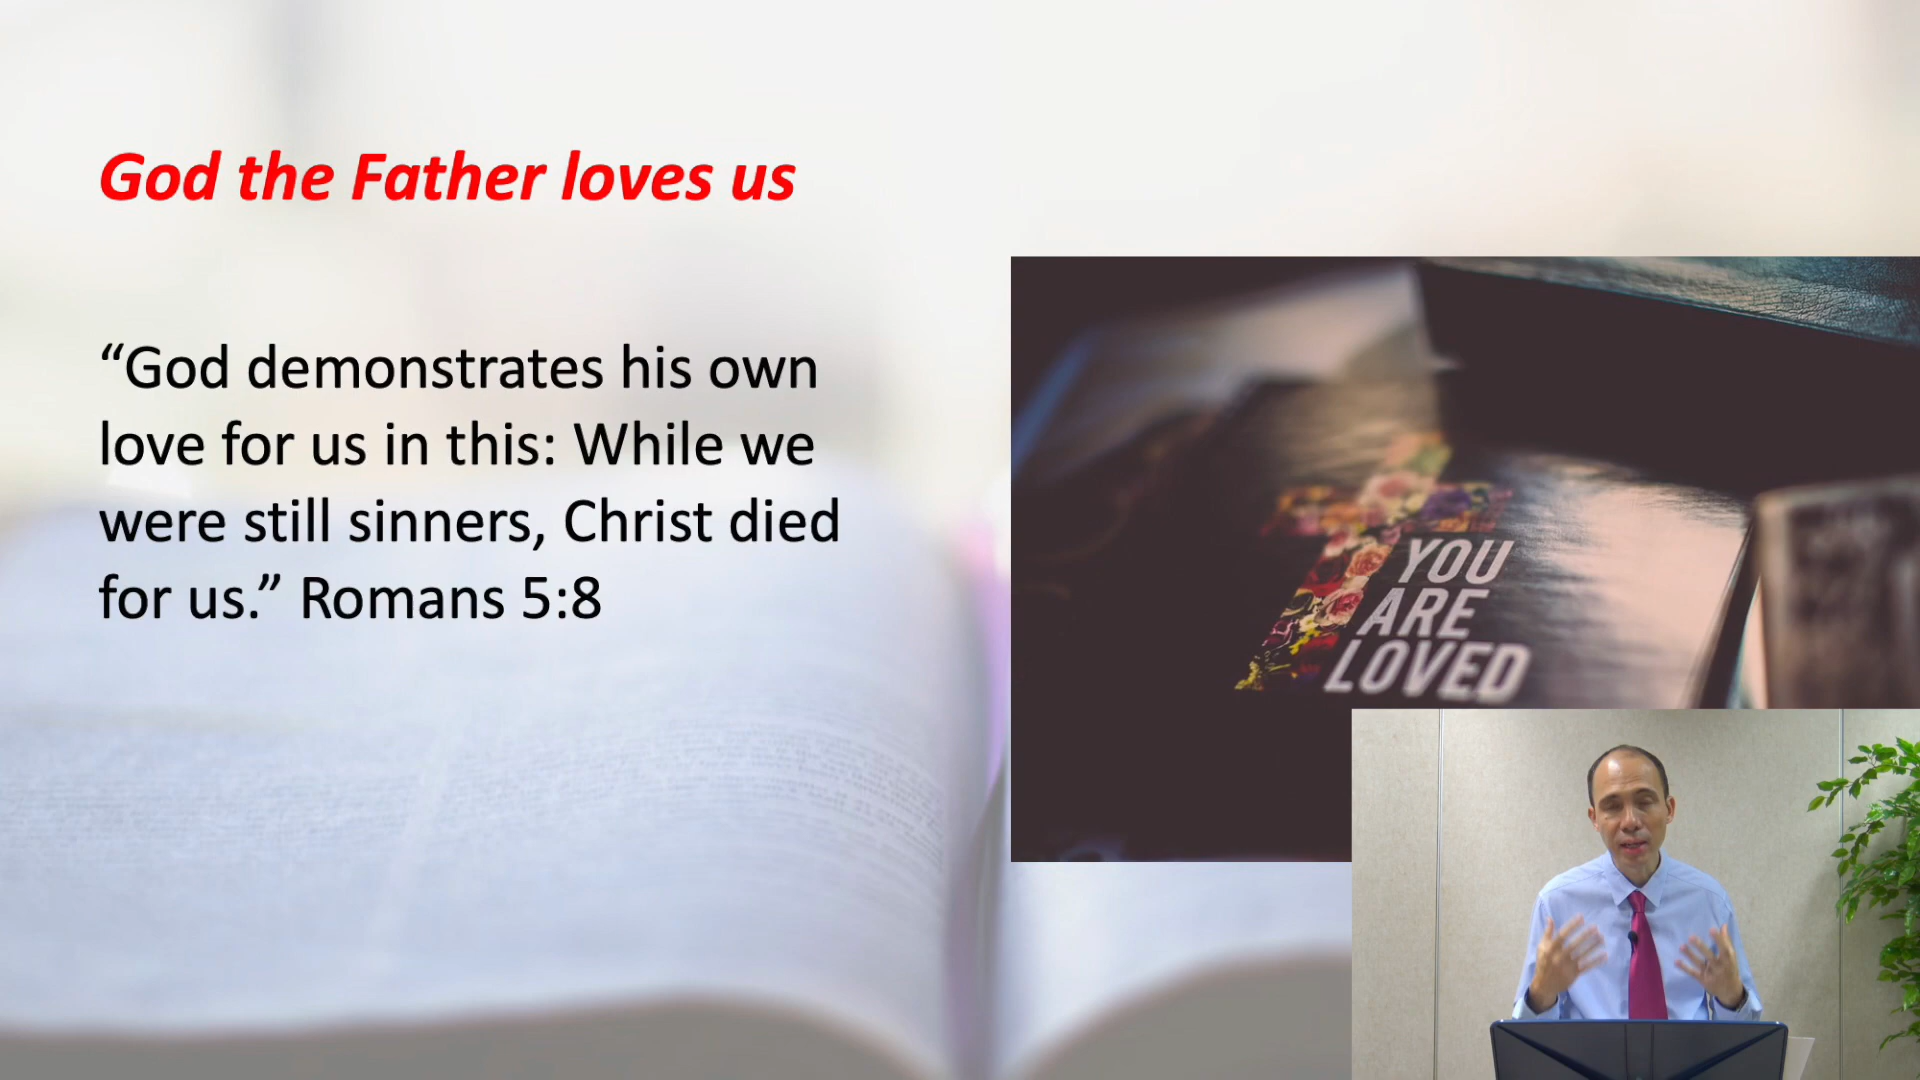 God the Father loves us
“God demonstrates his own
love for us in this: While we
were still sinners, Christ died
for us.” Romans 5:8
YOU
ARE
LOVED